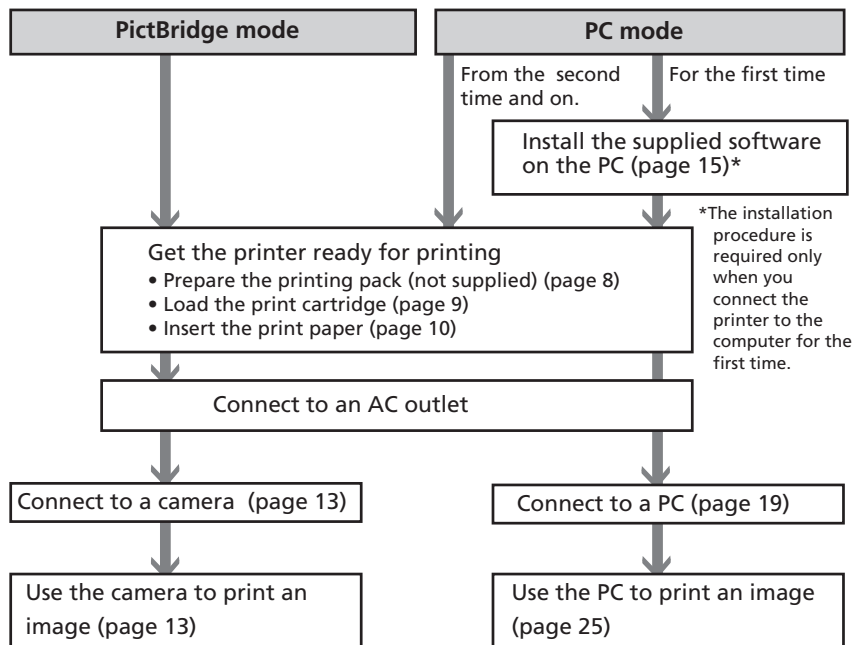 PictBridge mode
PC mode
From the second
time and on.
For the first time
Install the supplied software
on the PC (page 15)*
*The installation
procedure is
required only
when you
connect the
printer to the
computer for the
first time.
Get the printer ready for printing
• Prepare the printing pack (not supplied) (page 8)
• Load the print cartridge (page 9)
• Insert the print paper (page 10)
Connect to an AC outlet
Connect to a camera (page 13)
Connect to a PC (page 19)
Use the camera to print an
image (page 13)
Use the PC to print an image
(page 25)